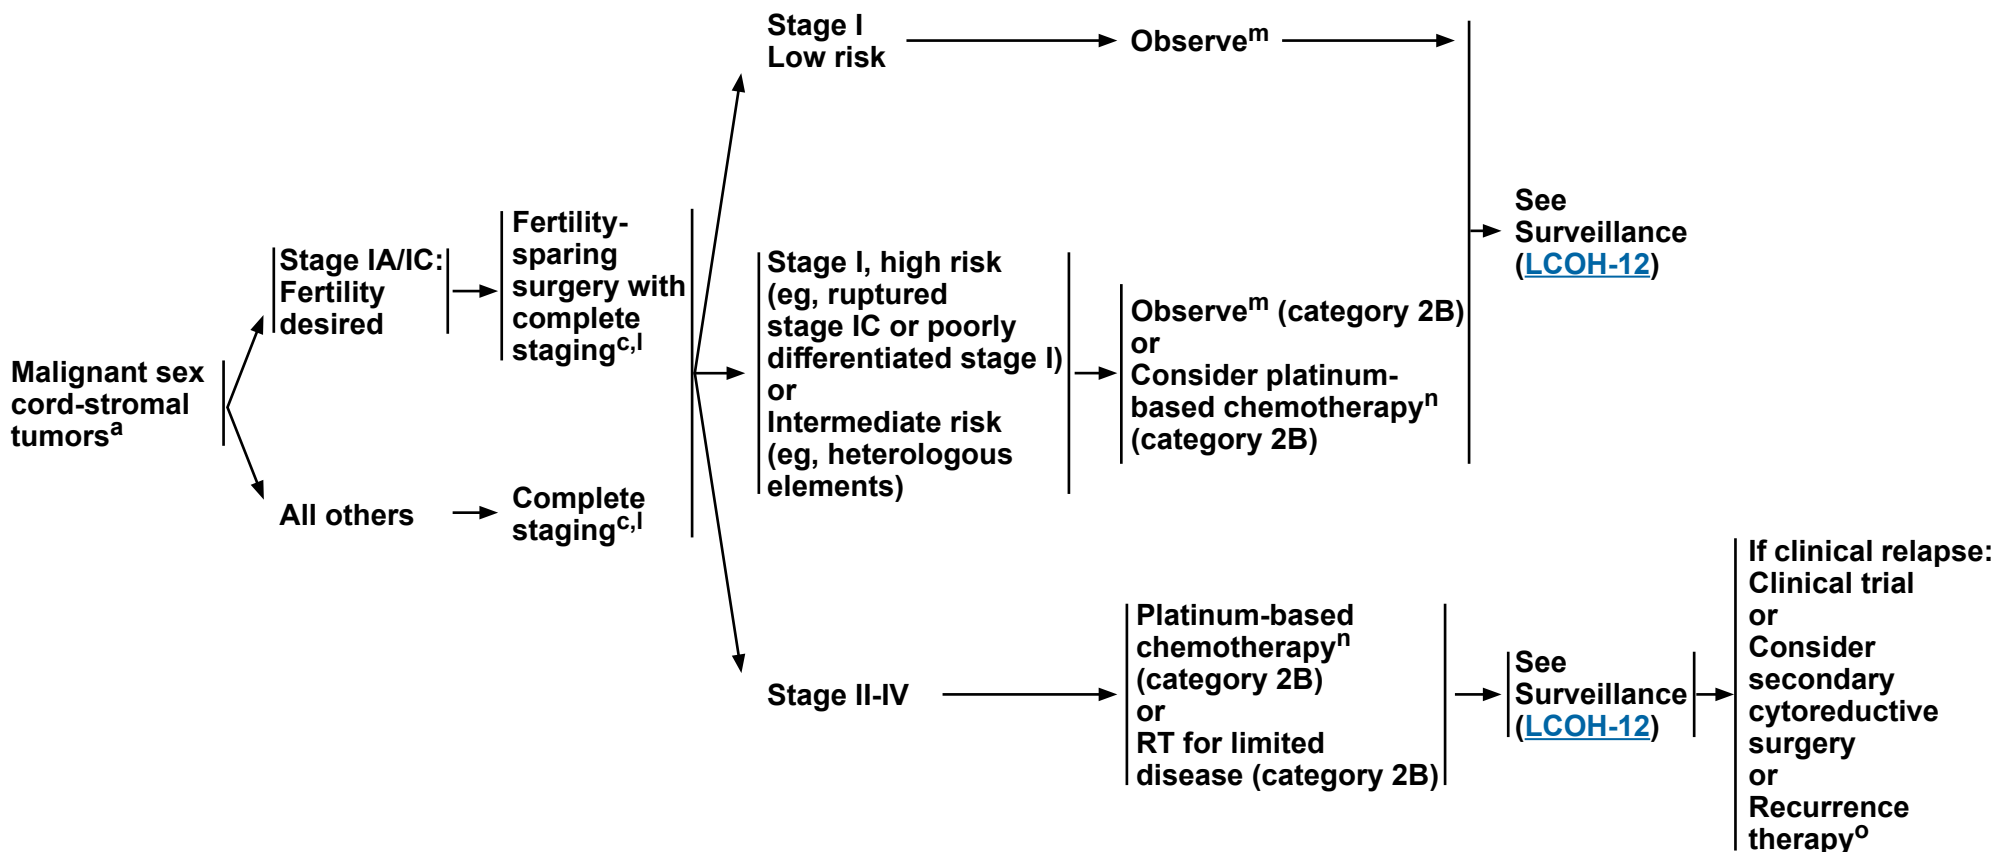 Malignant sex
cord-stromal
tumorsᵃ
Stage IA/IC:
Fertility
desired
All others
Fertility-
sparing
surgery with
complete
stagingᶜ,ˡ
Complete
stagingᶜ,ˡ
Stage I
Low risk
Observeᵐ
Stage I, high risk
(eg, ruptured
stage IC or poorly
differentiated stage I)
or
Intermediate risk
(eg, heterologous
elements)
Observeᵐ (category 2B)
or
Consider platinum-
based chemotherapyⁿ
(category 2B)
See
Surveillance
(LCOH-12)
Stage II-IV
Platinum-based
chemotherapyⁿ
(category 2B)
or
RT for limited
disease (category 2B)
See
Surveillance
(LCOH-12)
If clinical relapse:
Clinical trial
or
Consider
secondary
cytoreductive
surgery
or
Recurrence
therapyᵒ